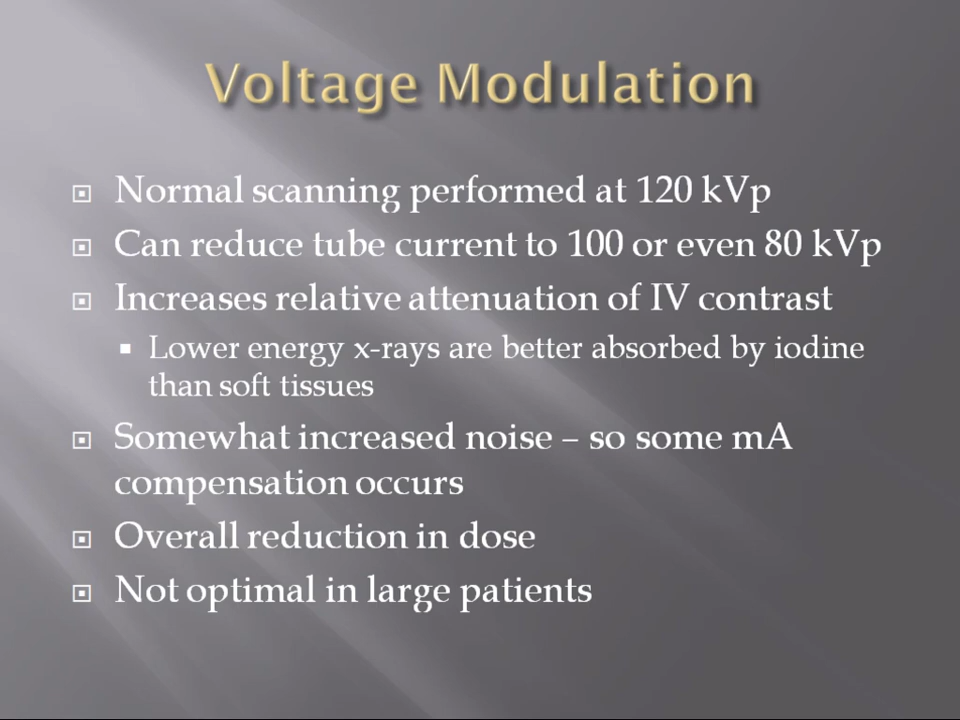 Voltage Modulation
Normal scanning performed at 120 kVp
Can reduce tube current to 100 or even 80 kVp
Increases relative attenuation of IV contrast
Lower energy x-rays are better absorbed by iodine
than soft tissues
Somewhat increased noise – so some mA
compensation occurs
Overall reduction in dose
Not optimal in large patients